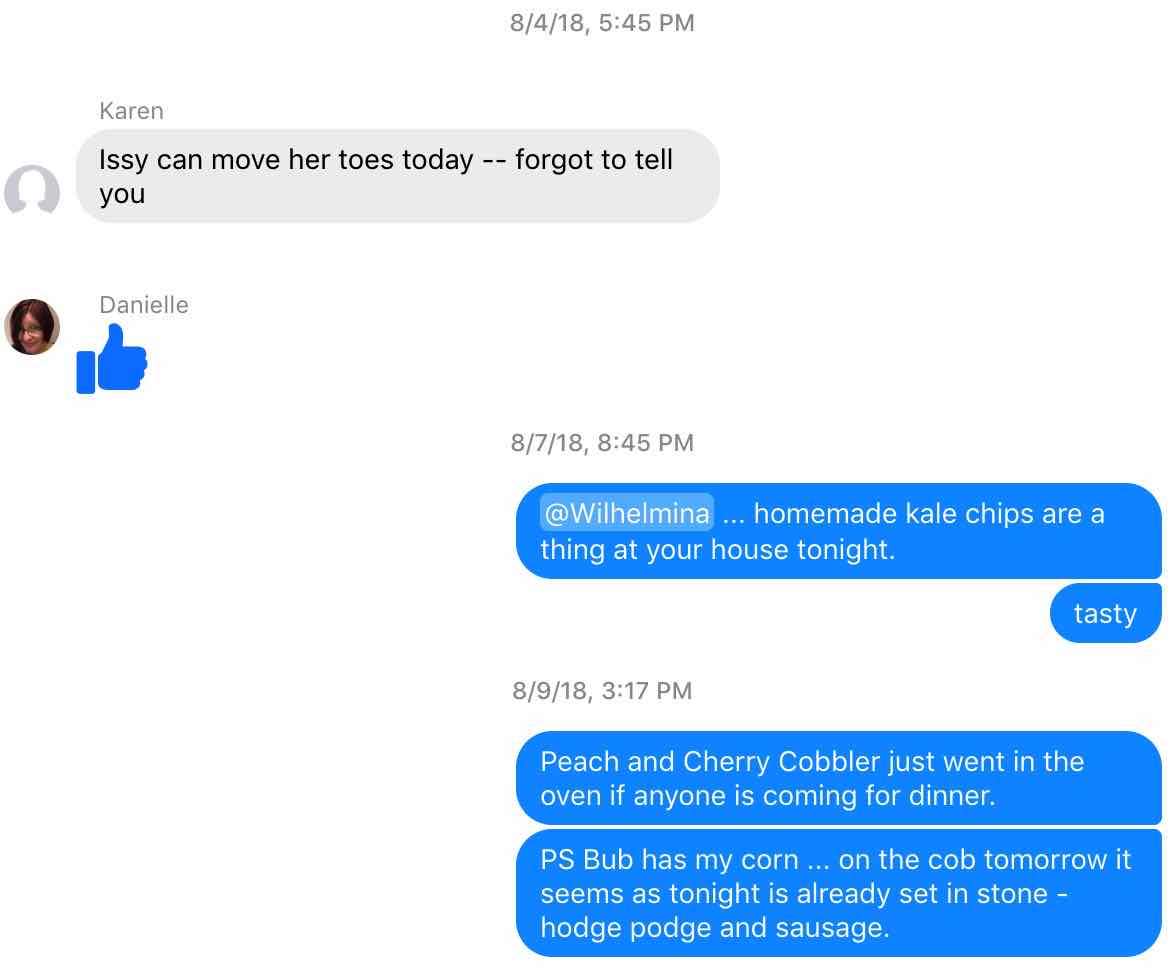 8/4/18, 5:45 PM
Karen
Issy can move her toes today -- forgot to tell
you
Danielle
8/7/18, 8:45 PM
@Wilhelmina ... homemade kale chips are a
thing at your house tonight.
tasty
8/9/18, 3:17 PM
Peach and Cherry Cobbler just went in the
oven if anyone is coming for dinner.
PS Bub has my corn ... on the cob tomorrow it
seems as tonight is already set in stone -
hodge podge and sausage.